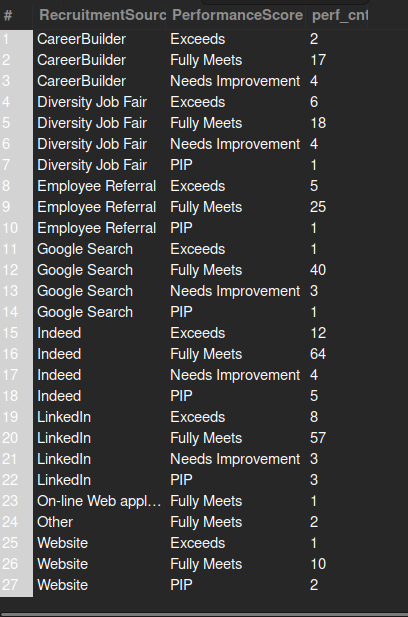 # RecruitmentSourc PerformanceScore perf_cnt
1 CareerBuilder Exceeds 2
2 CareerBuilder Fully Meets 17
3 CareerBuilder Needs Improvement 4
4 Diversity Job Fair Exceeds 6
5 Diversity Job Fair Fully Meets 18
6 Diversity Job Fair Needs Improvement 4
7 Diversity Job Fair PIP 1
8 Employee Referral Exceeds 5
9 Employee Referral Fully Meets 25
10 Employee Referral PIP 1
11 Google Search Exceeds 1
12 Google Search Fully Meets 40
13 Google Search Needs Improvement 3
14 Google Search PIP 1
15 Indeed Exceeds 12
16 Indeed Fully Meets 64
17 Indeed Needs Improvement 4
18 Indeed PIP 5
19 LinkedIn Exceeds 8
20 LinkedIn Fully Meets 57
21 LinkedIn Needs Improvement 3
22 LinkedIn PIP 3
23 On-line Web appl... Fully Meets 1
24 Other Fully Meets 2
25 Website Exceeds 1
26 Website Fully Meets 10
27 Website PIP 2